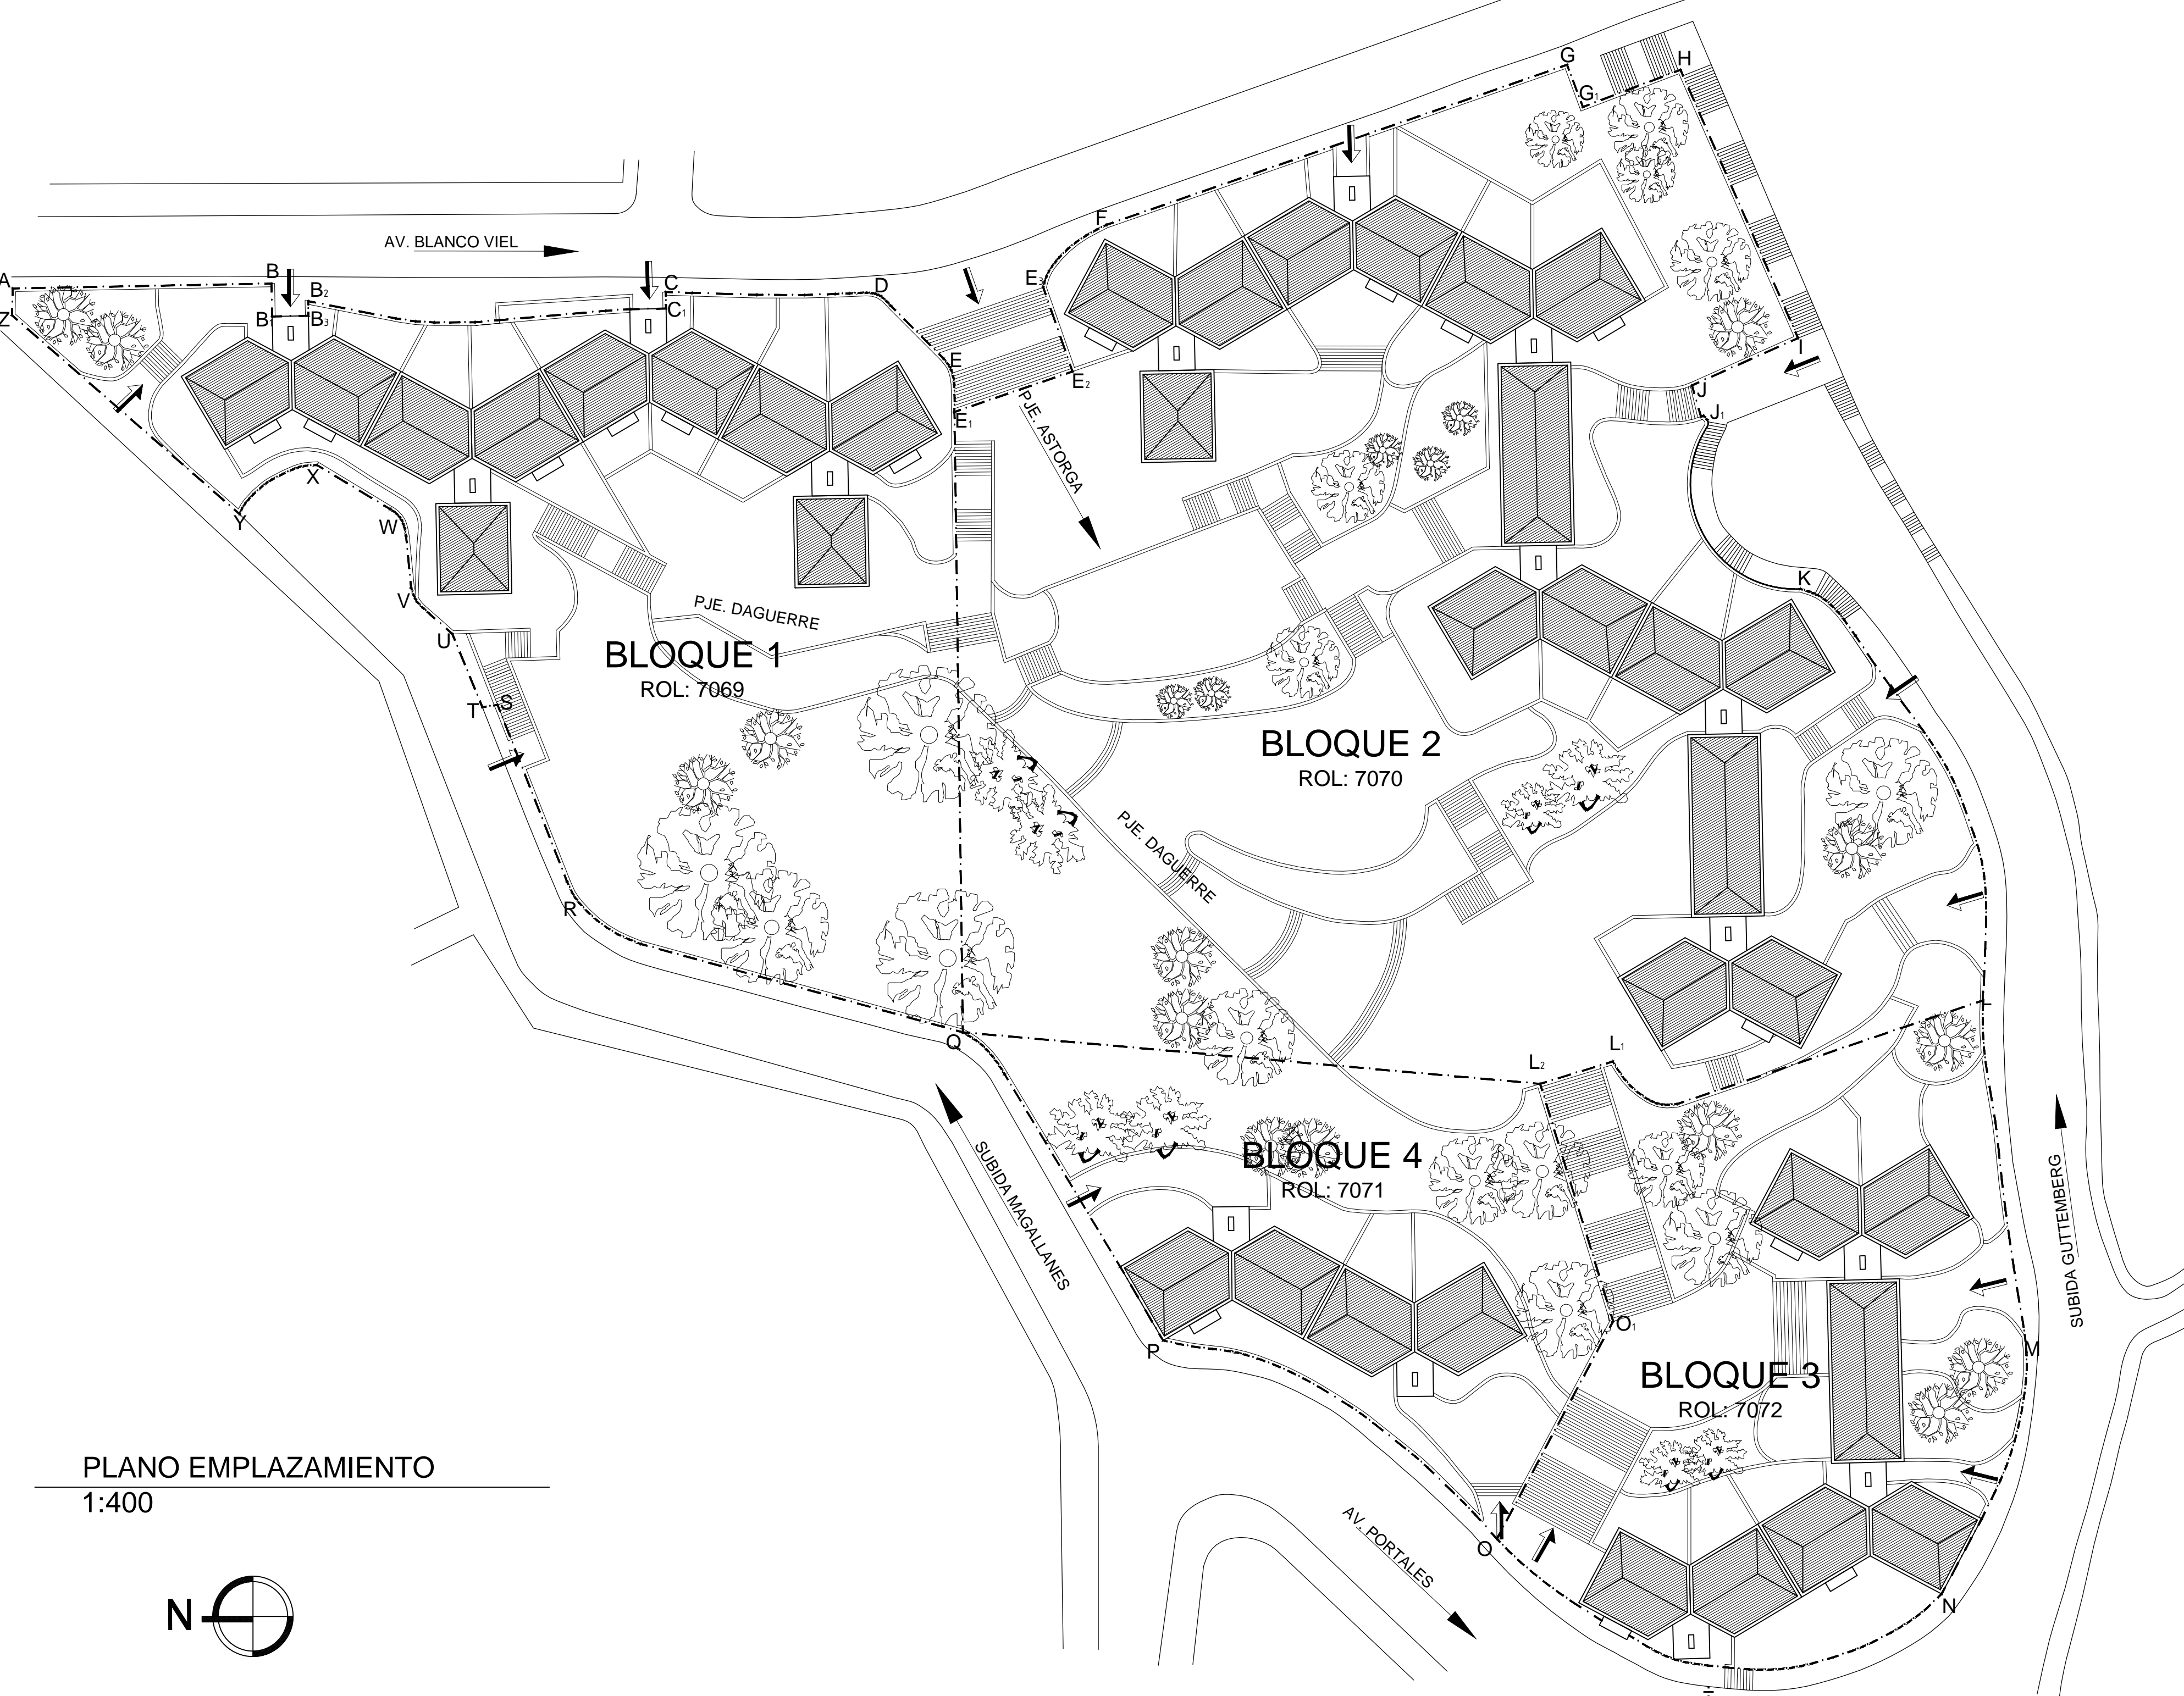 G
G1
H
AV. BLANCO VIEL
A
B
B2
C
D
E3
F
Z
B1
B3
C1
E
I
E1
E2
J
J1
PJE. ASTORGA
X
Y
W
K
V
PJE. DAGUERRE
U
BLOQUE 1
ROL: 7069
T
S
BLOQUE 2
ROL: 7070
PJE. DAGUERRE
R
L
Q
L2
L1
BLOQUE 4
ROL: 7071
SUBIDA MAGALLANES
SUBIDA GUTTEMBERG
O1
P
M
BLOQUE 3
ROL: 7072
PLANO EMPLAZAMIENTO
1:400
AV. PORTALES
O
N
N